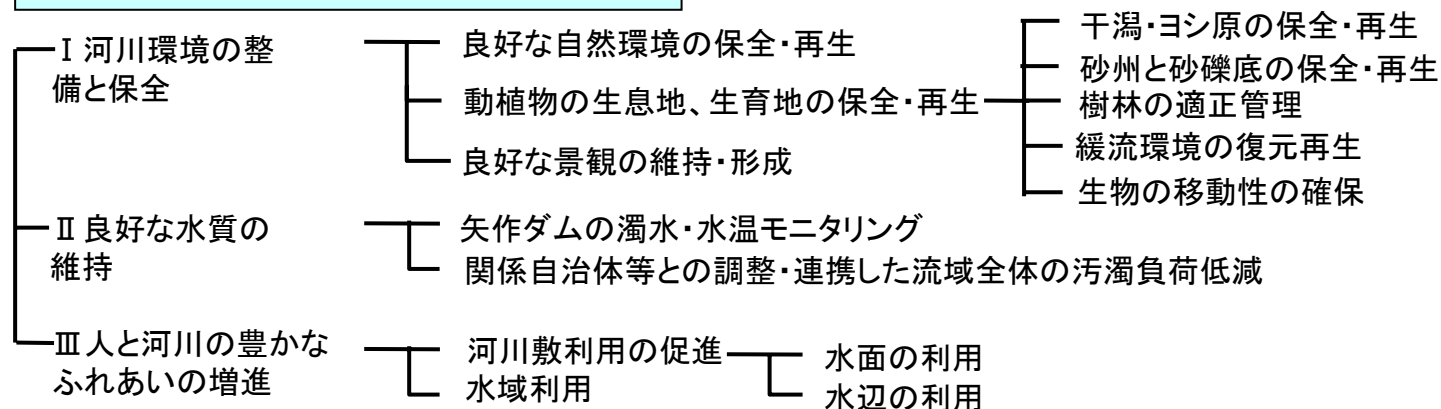 Ⅰ 河川環境の整
備と保全
良好な自然環境の保全・再生
動植物の生息地、生育地の保全・再生
良好な景観の維持・形成
干潟・ヨシ原の保全・再生
砂州と砂礫底の保全・再生
樹林の適正管理
緩流環境の復元再生
生物の移動性の確保
Ⅱ 良好な水質の
維持
矢作ダムの濁水・水温モニタリング
関係自治体等との調整・連携した流域全体の汚濁負荷低減
Ⅲ 人と河川の豊かな
ふれあいの増進
河川敷利用の促進
水域利用
水面の利用
水辺の利用